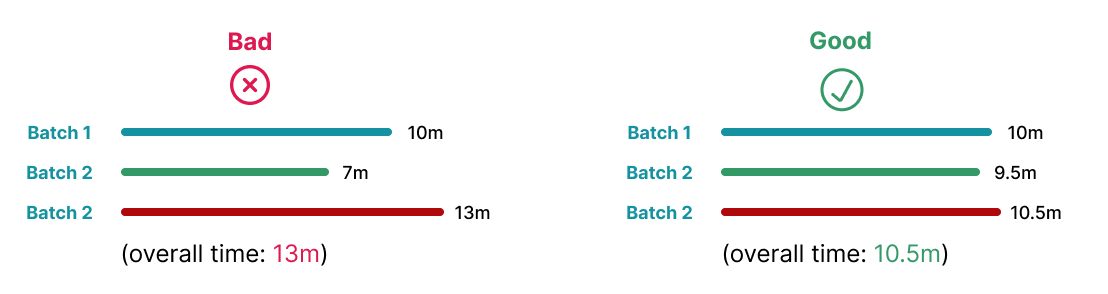 Bad
Batch 1 10m
Batch 2 7m
Batch 2 13m
(overall time: 13m)
Good
Batch 1 10m
Batch 2 9.5m
Batch 2 10.5m
(overall time: 10.5m)